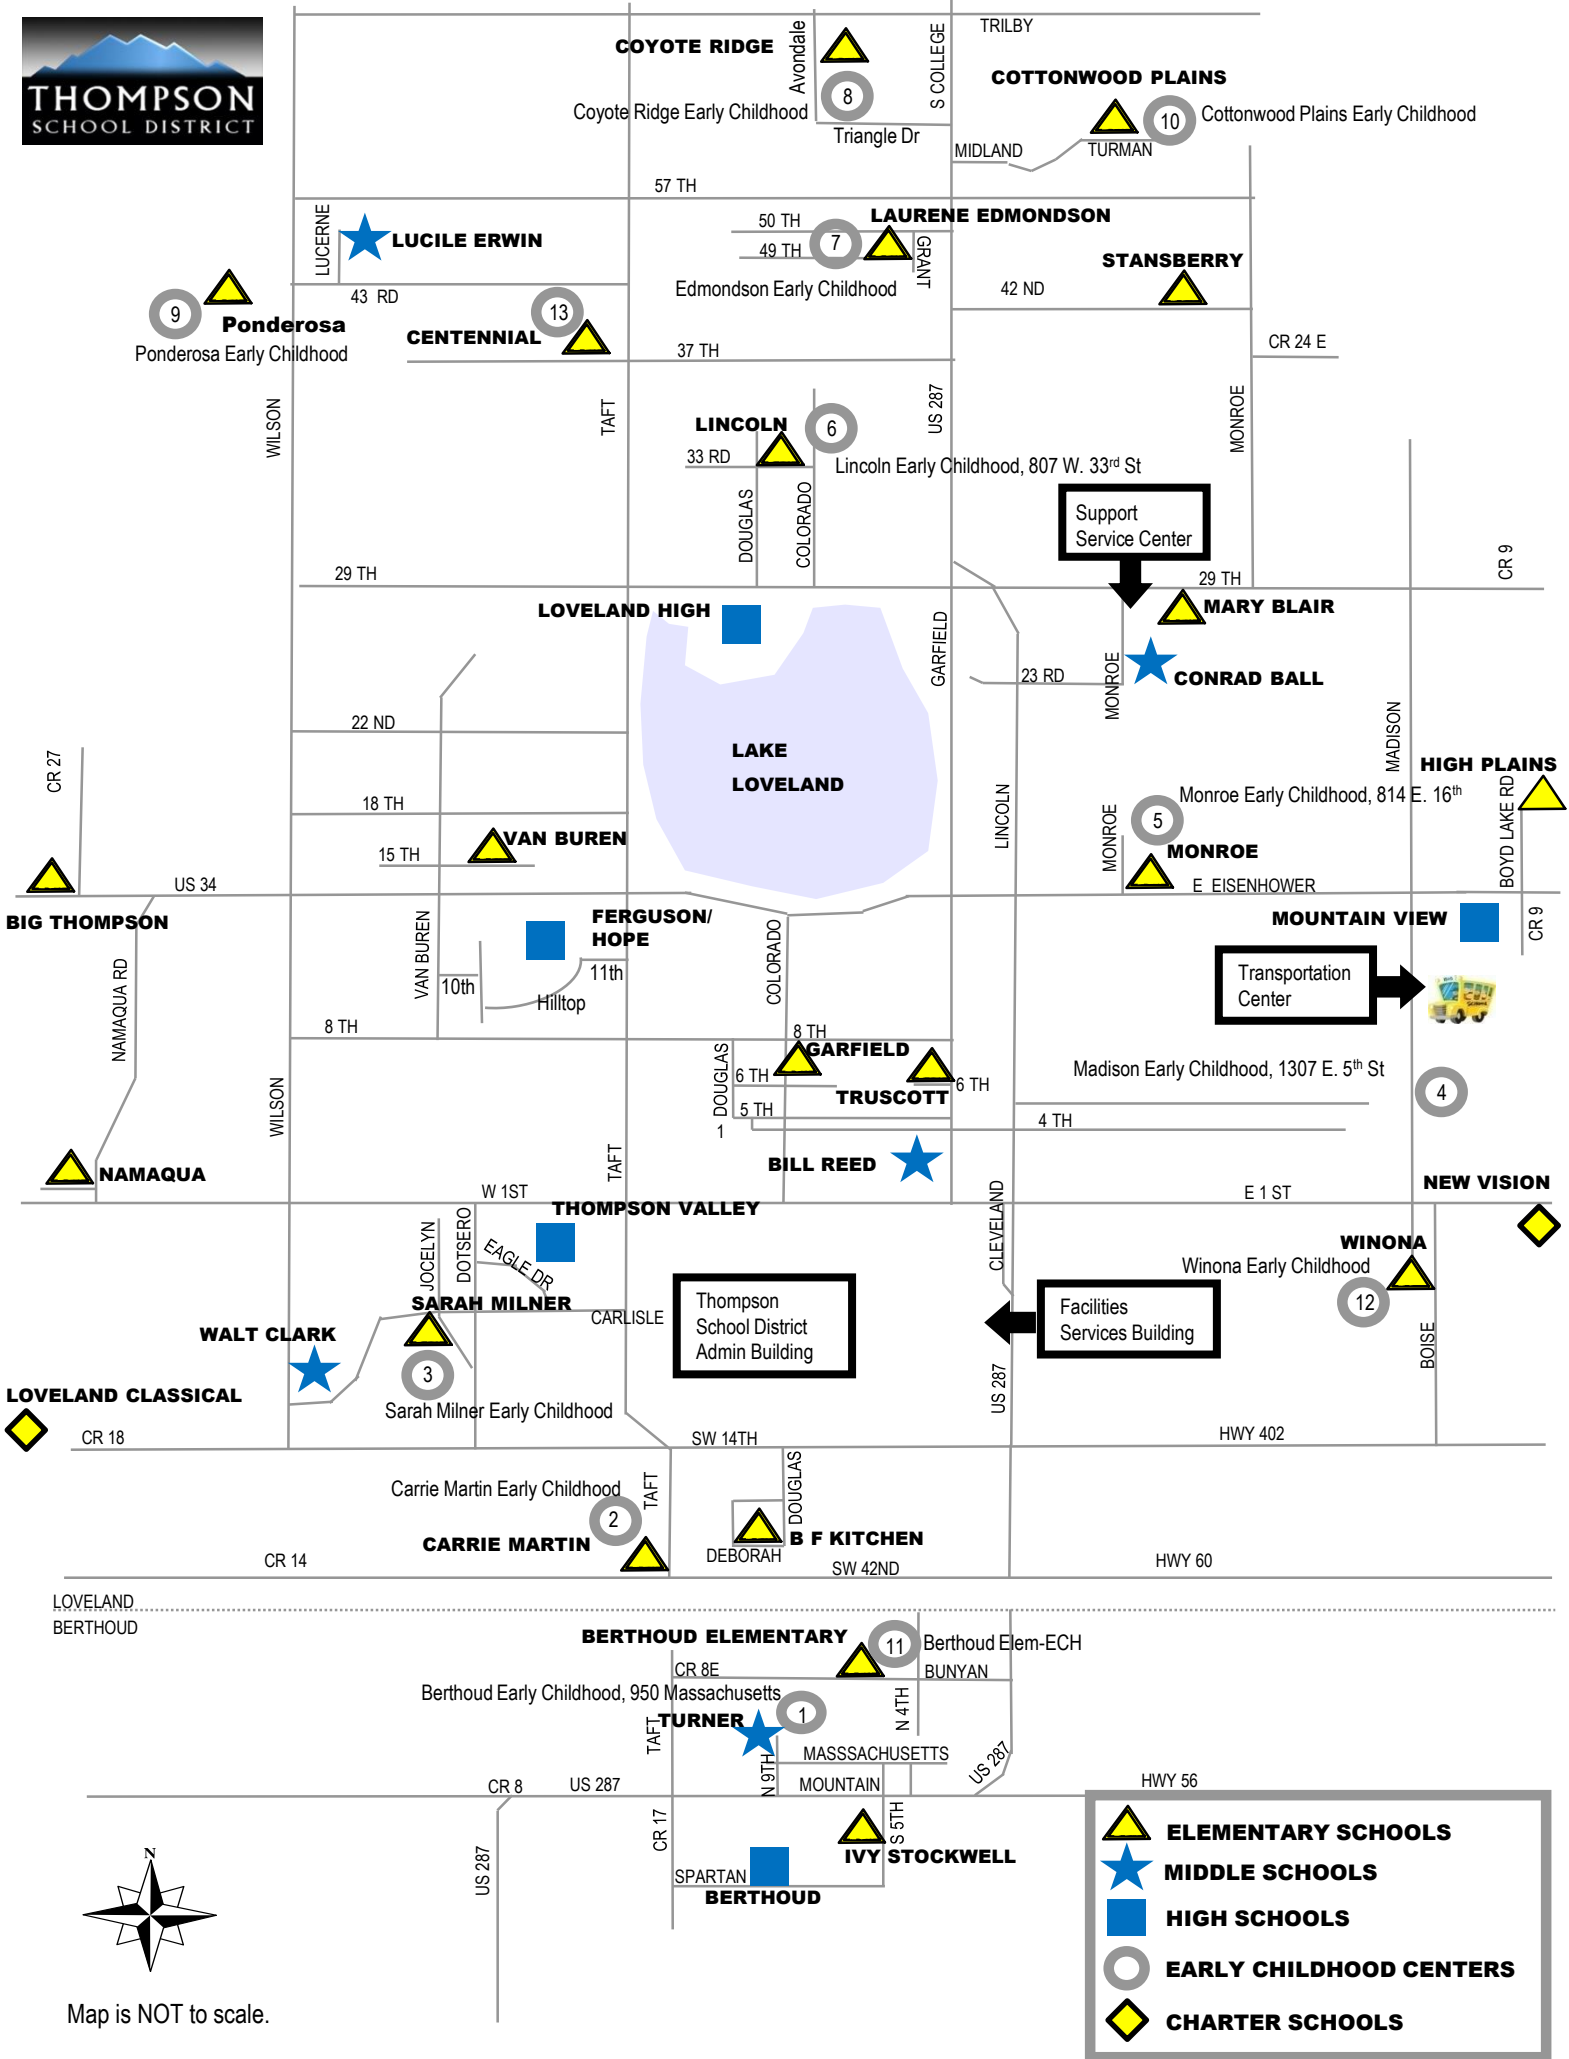 THOMPSON
SCHOOL DISTRICT
TRILBY
Avondale
S COLLEGE
COYOTE RIDGE
8
Coyote Ridge Early Childhood
Triangle Dr
COTTONWOOD PLAINS
10
Cottonwood Plains Early Childhood
MIDLAND
TURMAN
57 TH
LUCERNE
LUCILE ERWIN
50 TH
LAURENE EDMONDSON
7
49 TH
GRANT
Edmondson Early Childhood
STANSBERRY
42 ND
43 RD
9
Ponderosa
Ponderosa Early Childhood
13
CENTENNIAL
37 TH
CR 24 E
WILSON
TAFT
US 287
MONROE
LINCOLN
6
33 RD
Lincoln Early Childhood, 807 W. 33rd St
DOUGLAS
COLORADO
Support
Service Center
29 TH
29 TH
CR 9
LOVELAND HIGH
MARY BLAIR
GARFIELD
23 RD
MONROE
CONRAD BALL
22 ND
LAKE
LOVELAND
MADISON
CR 27
HIGH PLAINS
Monroe Early Childhood, 814 E. 16th
BOYD LAKE RD
18 TH
LINCOLN
5
MONROE
VAN BUREN
15 TH
MONROE
US 34
E EISENHOWER
BIG THOMPSON
VAN BUREN
FERGUSON/
HOPE
COLORADO
MOUNTAIN VIEW
CR 9
NAMAQUA RD
10th
11th
Hilltop
Transportation
Center
8 TH
8 TH
GARFIELD
DOUGLAS
6 TH
6 TH
TRUSCOTT
Madison Early Childhood, 1307 E. 5th St
4
5 TH
1
4 TH
WILSON
TAFT
BILL REED
NAMAQUA
W 1ST
E 1 ST
NEW VISION
THOMPSON VALLEY
JOCELYN
DOTSERO
EAGLE DR
CLEVELAND
WINONA
Winona Early Childhood
12
SARAH MILNER
CARLISLE
Thompson
School District
Admin Building
Facilities
Services Building
WALT CLARK
3
BOISE
US 287
LOVELAND CLASSICAL
Sarah Milner Early Childhood
CR 18
SW 14TH
HWY 402
Carrie Martin Early Childhood
TAFT
DOUGLAS
2
CARRIE MARTIN
B F KITCHEN
DEBORAH
CR 14
SW 42ND
HWY 60
LOVELAND
BERTHOUD
BERTHOUD ELEMENTARY
11
Berthoud Elem-ECH
CR 8E
BUNYAN
Berthoud Early Childhood, 950 Massachusetts
1
N 4TH
TURNER
TAFT
N 9TH
MASSSACHUSETTS
US 287
CR 8
US 287
MOUNTAIN
HWY 56
CR 17
S 5TH
US 287
IVY STOCKWELL
SPARTAN
BERTHOUD
ELEMENTARY SCHOOLS
MIDDLE SCHOOLS
HIGH SCHOOLS
EARLY CHILDHOOD CENTERS
CHARTER SCHOOLS
N
Map is NOT to scale.